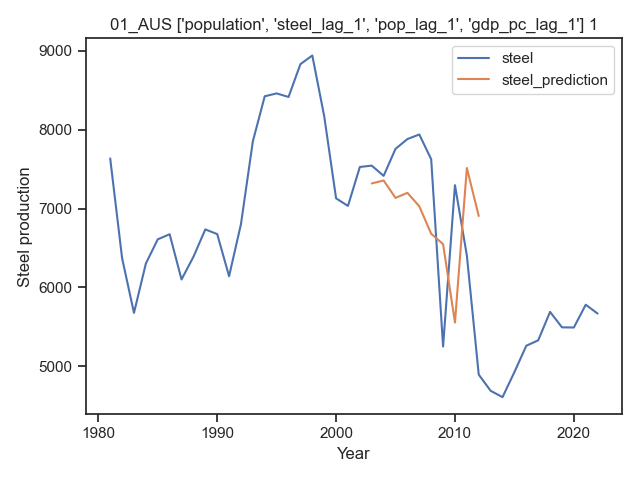 01_AUS ['population', 'steel_lag_1', 'pop_lag_1', 'gdp_pc_lag_1'] 1
steel
steel_prediction
9000
8000
7000
6000
5000
Steel production
1980
1990
2000
2010
2020
Year